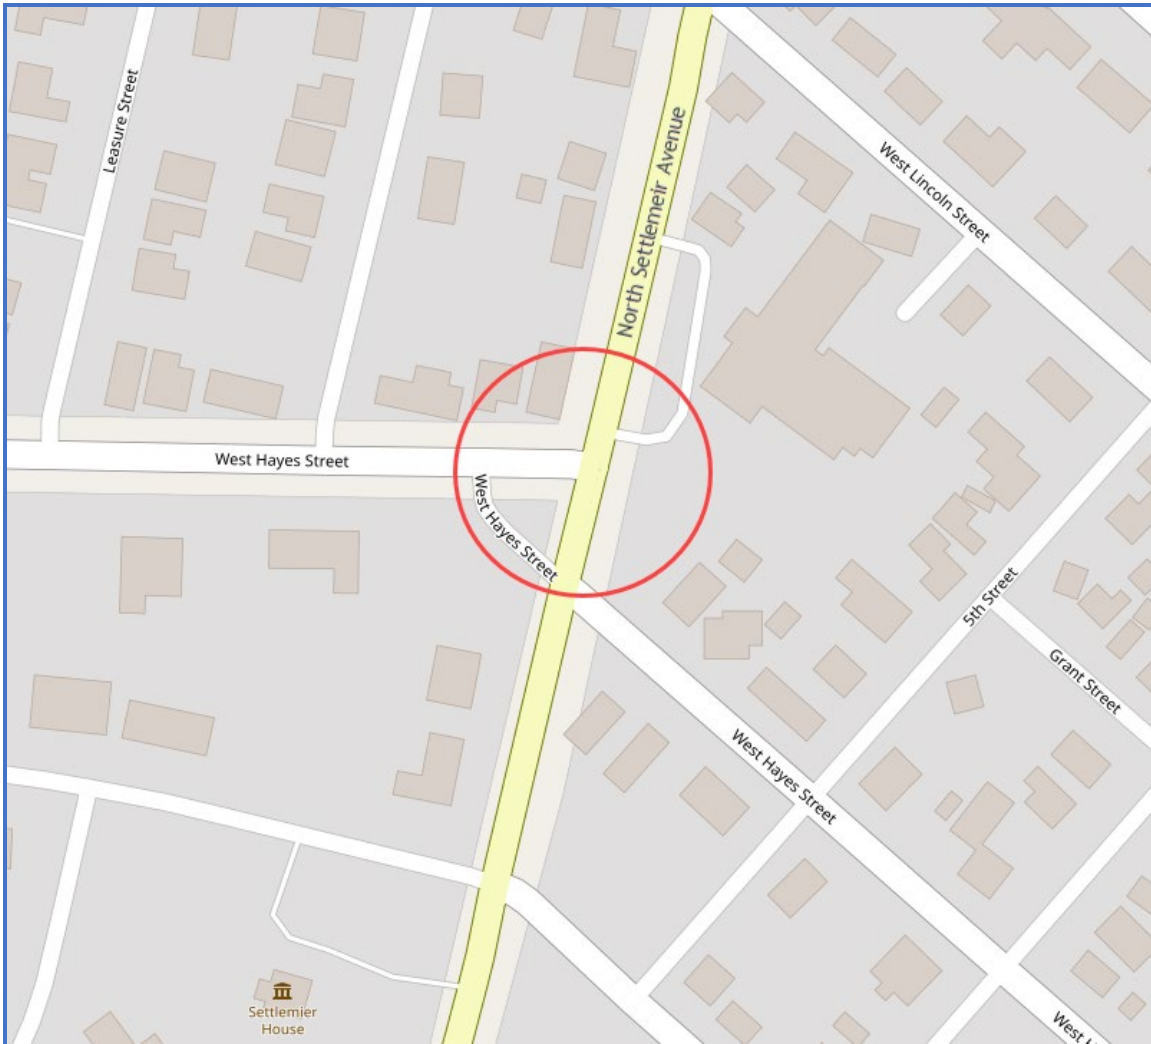 Leasure Street
North Settlemeir Avenue
West Lincoln Street
West Hayes Street
West Hayes Street
5th Street
Grant Street
West Hayes Street
Settlemier
House
West